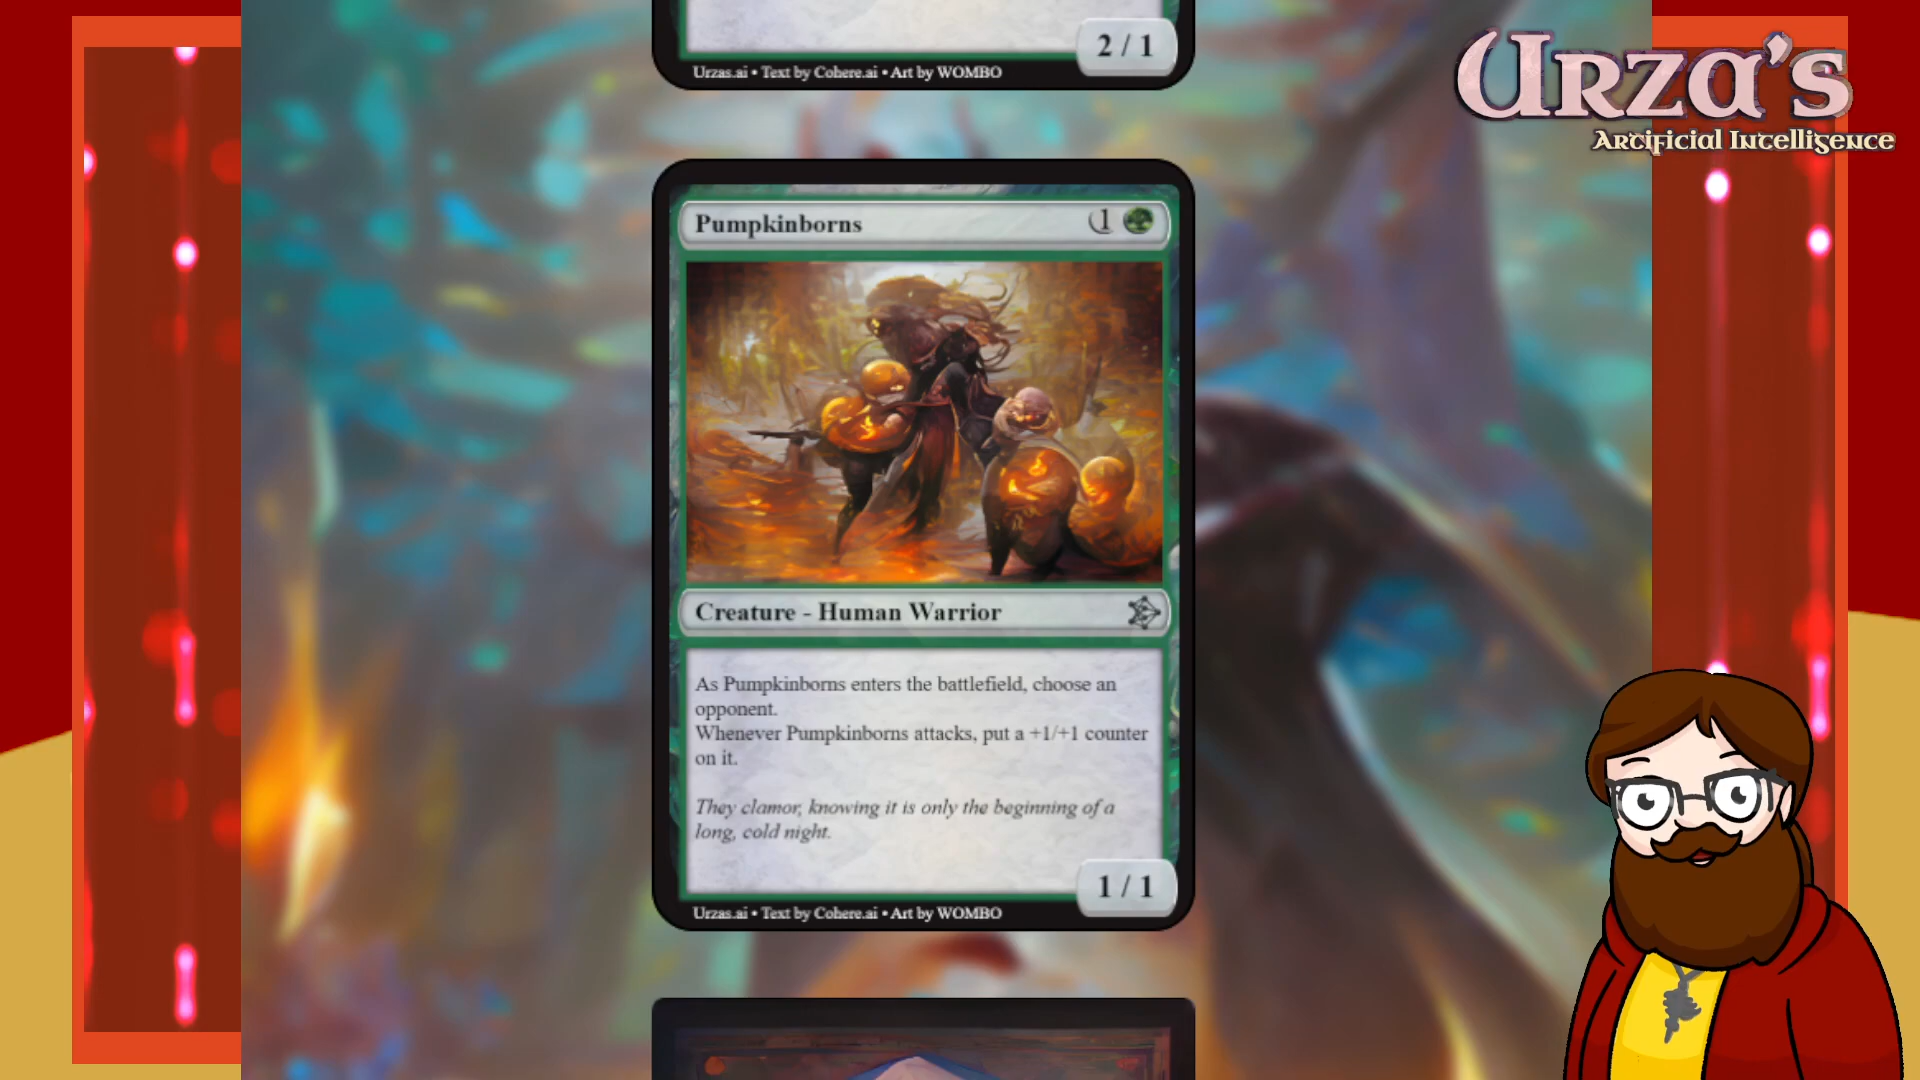 2 / 1
Urzas.ai • Text by Cohere.ai • Art by WOMBO
Urza's
Artificial Intelligence
Pumpkinborns
1
Creature - Human Warrior
As Pumpkinborns enters the battlefield, choose an
opponent.
Whenever Pumpkinborns attacks, put a +1/+1 counter
on it.
They clamor, knowing it is only the beginning of a
long, cold night.
1 / 1
Urzas.ai • Text by Cohere.ai • Art by WOMBO